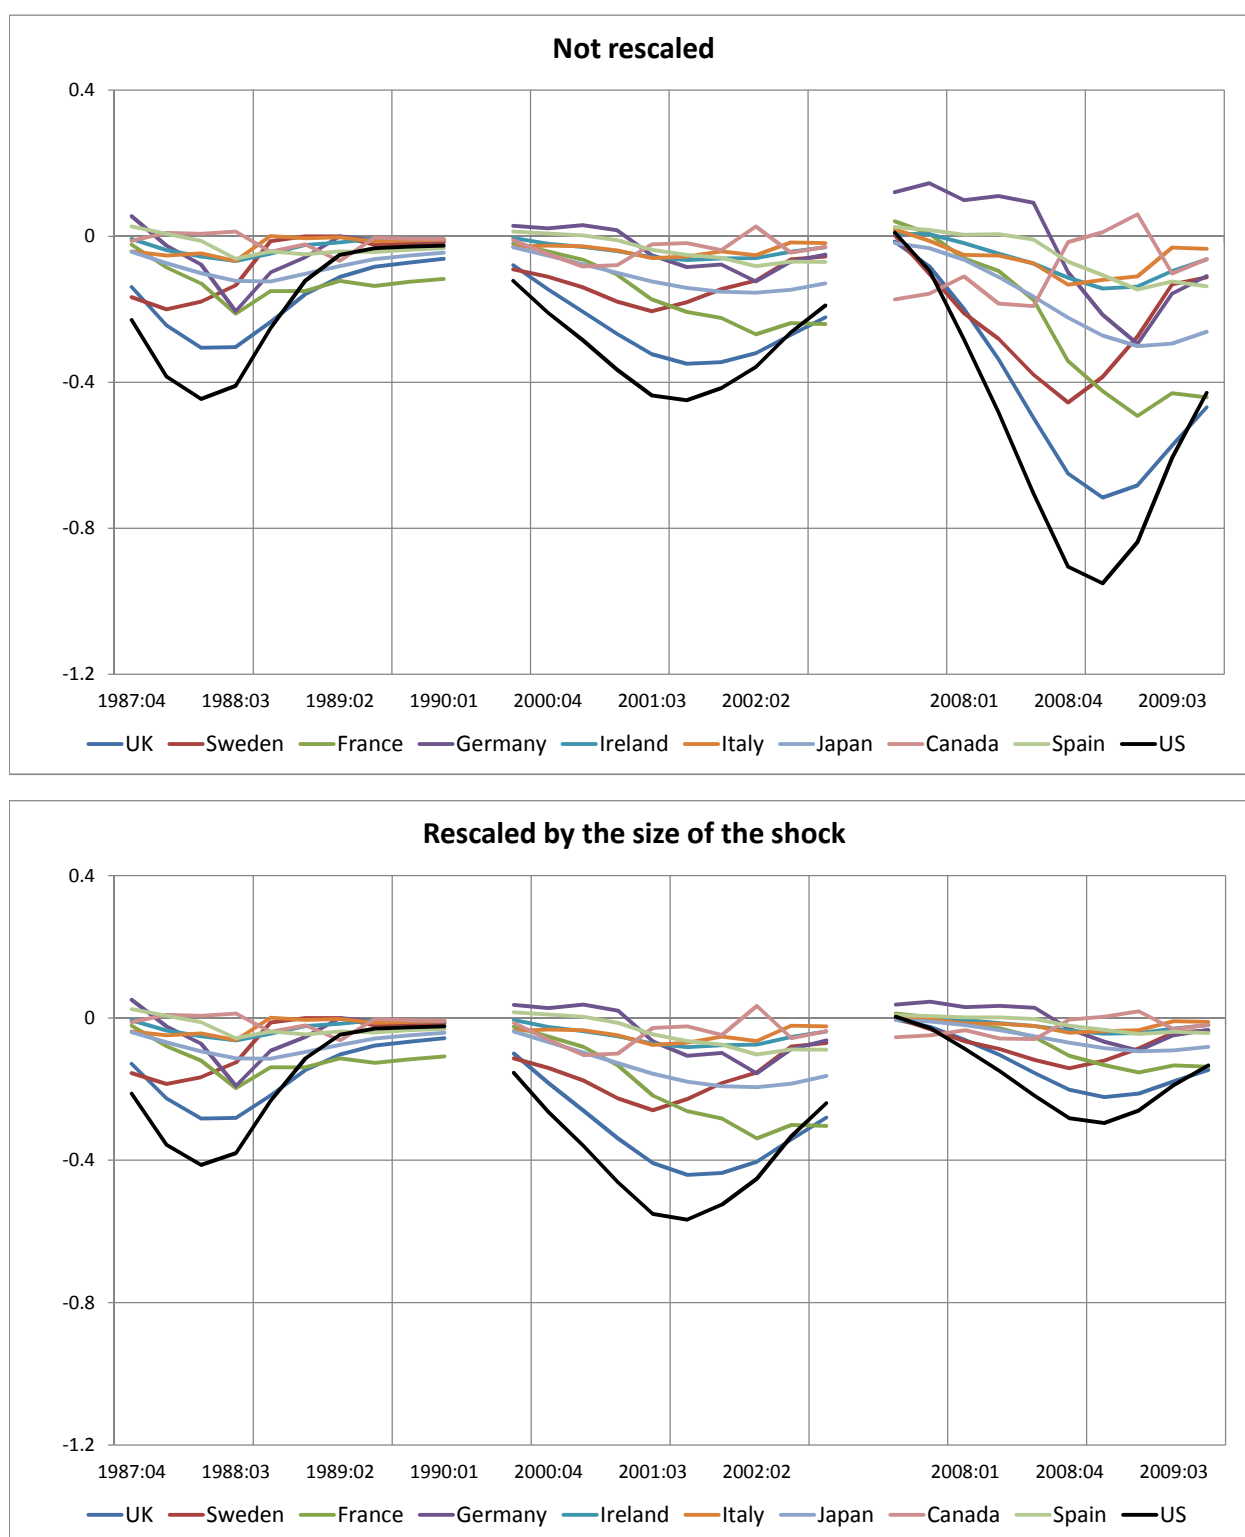 Not rescaled
0.4
0
-0.4
-0.8
-1.2
1987:04 1988:03 1989:02 1990:01 2000:04 2001:03 2002:02 2008:01 2008:04 2009:03
UK Sweden France Germany Ireland Italy Japan Canada Spain US
Rescaled by the size of the shock
0.4
0
-0.4
-0.8
-1.2
1987:04 1988:03 1989:02 1990:01 2000:04 2001:03 2002:02 2008:01 2008:04 2009:03
UK Sweden France Germany Ireland Italy Japan Canada Spain US